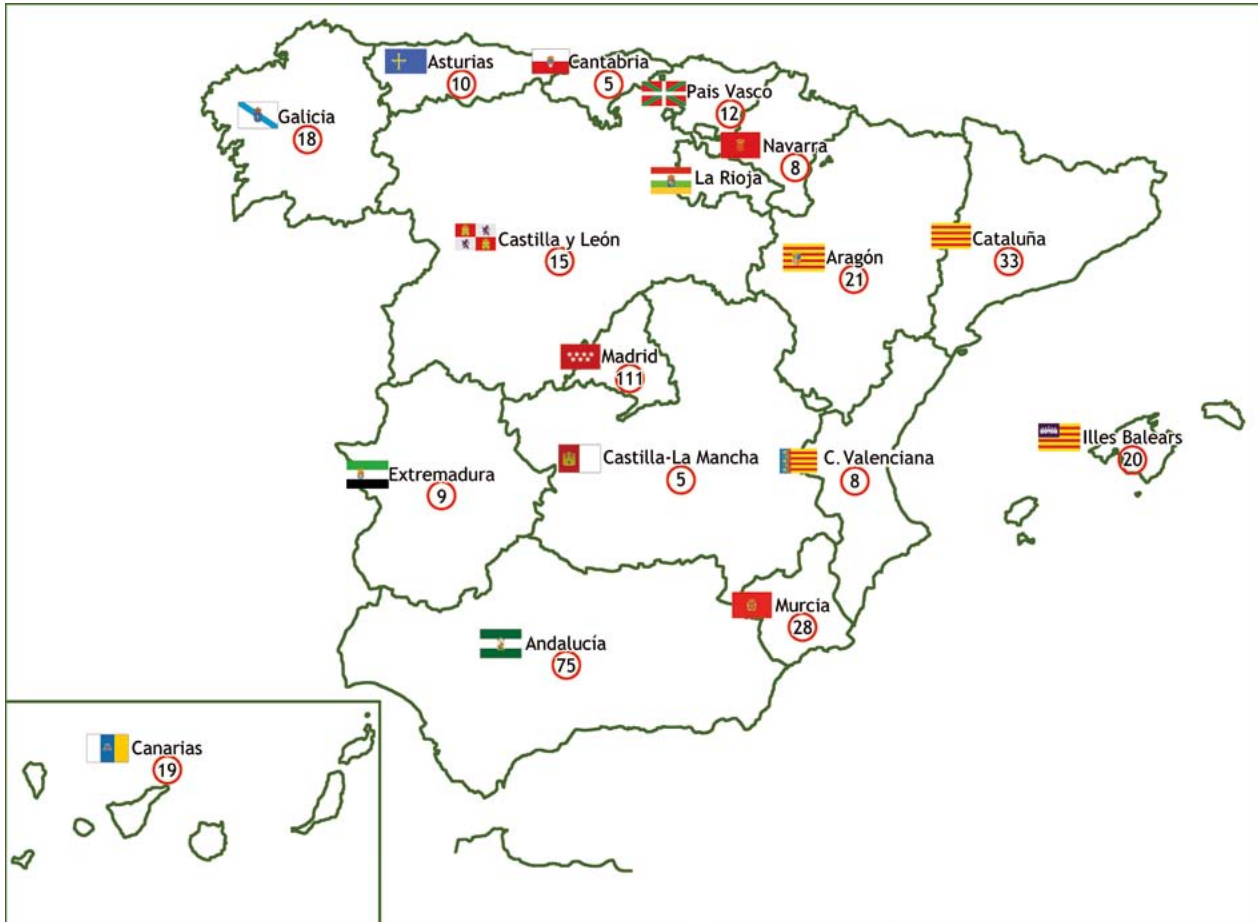 Asturias
10
Cantabria
5
Pais Vasco
12
Galicia
18
Navarra
8
La Rioja
Castilla y León
15
Aragón
21
Cataluña
33
Madrid
111
Illes Balears
20
Extremadura
9
Castilla-La Mancha
5
C. Valenciana
8
Murcia
28
Andalucía
75
Canarias
19